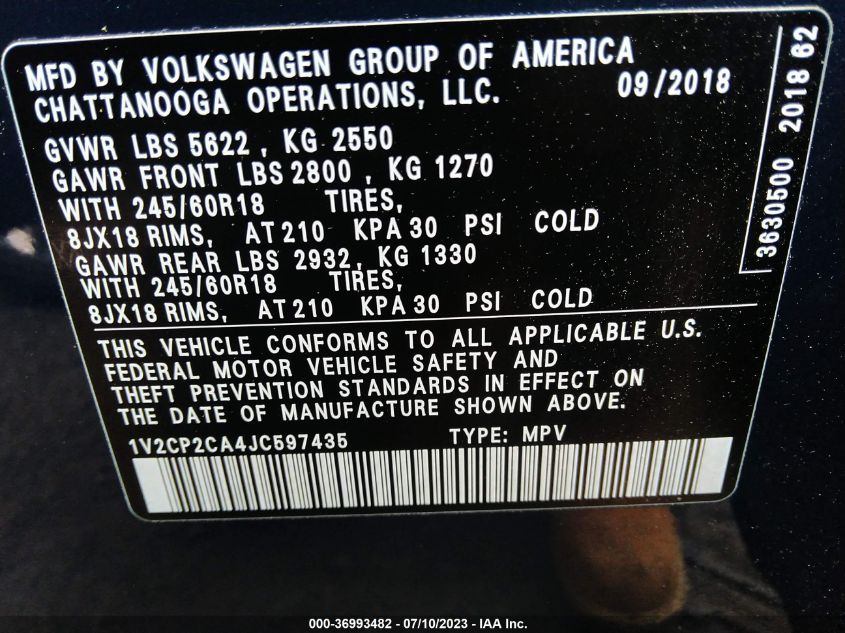 MFD BY VOLKSWAGEN GROUP OF AMERICA
CHATTANOOGA OPERATIONS, LLC. 09/2018
GVWR LBS 5622 , KG 2550
GAWR FRONT LBS 2800 , KG 1270
WITH 245/60R18 TIRES,
8JX18 RIMS, AT 210 KPA 30 PSI COLD
GAWR REAR LBS 2932, KG 1330
WITH 245/60R18 TIRES,
8JX18 RIMS, AT 210 KPA 30 PSI COLD
THIS VEHICLE CONFORMS TO ALL APPLICABLE U.S.
FEDERAL MOTOR VEHICLE SAFETY AND
THEFT PREVENTION STANDARDS IN EFFECT ON
THE DATE OF MANUFACTURE SHOWN ABOVE.
1V2CP2CA4JC597435 TYPE: MPV
3630500 2018 62
000-36993482 - 07/10/2023 - IAA Inc.